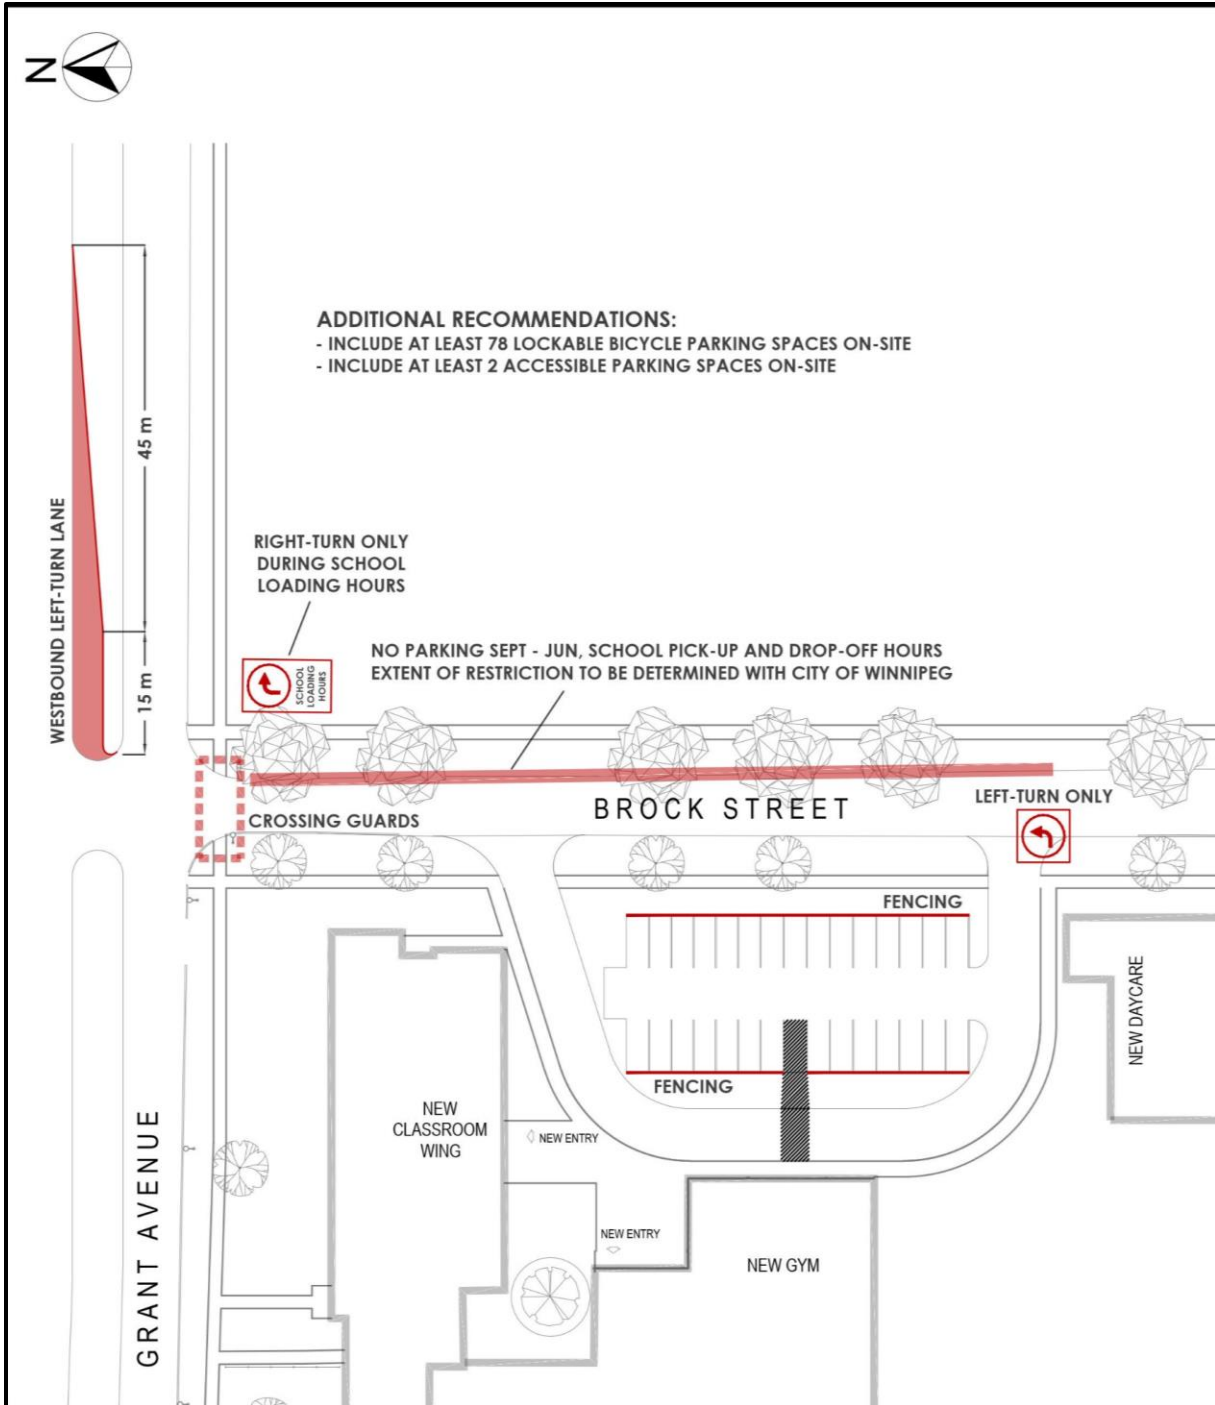 N
ADDITIONAL RECOMMENDATIONS:
- INCLUDE AT LEAST 78 LOCKABLE BICYCLE PARKING SPACES ON-SITE
- INCLUDE AT LEAST 2 ACCESSIBLE PARKING SPACES ON-SITE
45 m
WESTBOUND LEFT-TURN LANE
15 m
RIGHT-TURN ONLY
DURING SCHOOL
LOADING HOURS
SCHOOL
LOADING
HOURS
NO PARKING SEPT - JUN, SCHOOL PICK-UP AND DROP-OFF HOURS
EXTENT OF RESTRICTION TO BE DETERMINED WITH CITY OF WINNIPEG
BROCK STREET
LEFT-TURN ONLY
CROSSING GUARDS
FENCING
NEW DAYCARE
FENCING
NEW
CLASSROOM
WING
NEW ENTRY
NEW ENTRY
NEW GYM
GRANT AVENUE